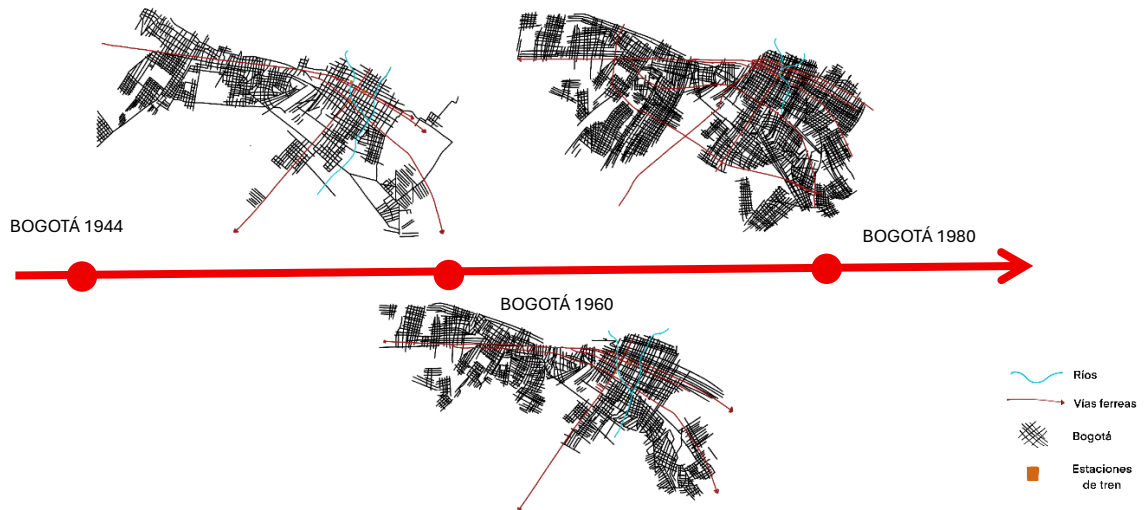 BOGOTÁ 1944
BOGOTÁ 1980
BOGOTÁ 1960
Ríos
Vías ferreas
Bogotá
Estaciones
de tren